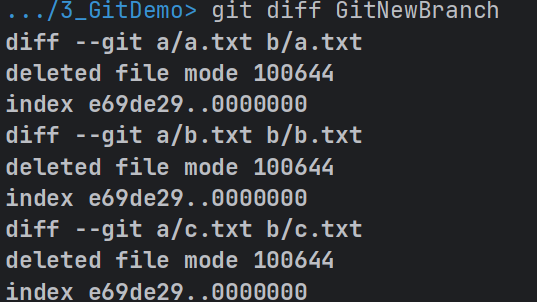 .../3_GitDemo> git diff GitNewBranch
diff --git a/a.txt b/a.txt
deleted file mode 100644
index e69de29..0000000
diff --git a/b.txt b/b.txt
deleted file mode 100644
index e69de29..0000000
diff --git a/c.txt b/c.txt
deleted file mode 100644
index e69de29..0000000